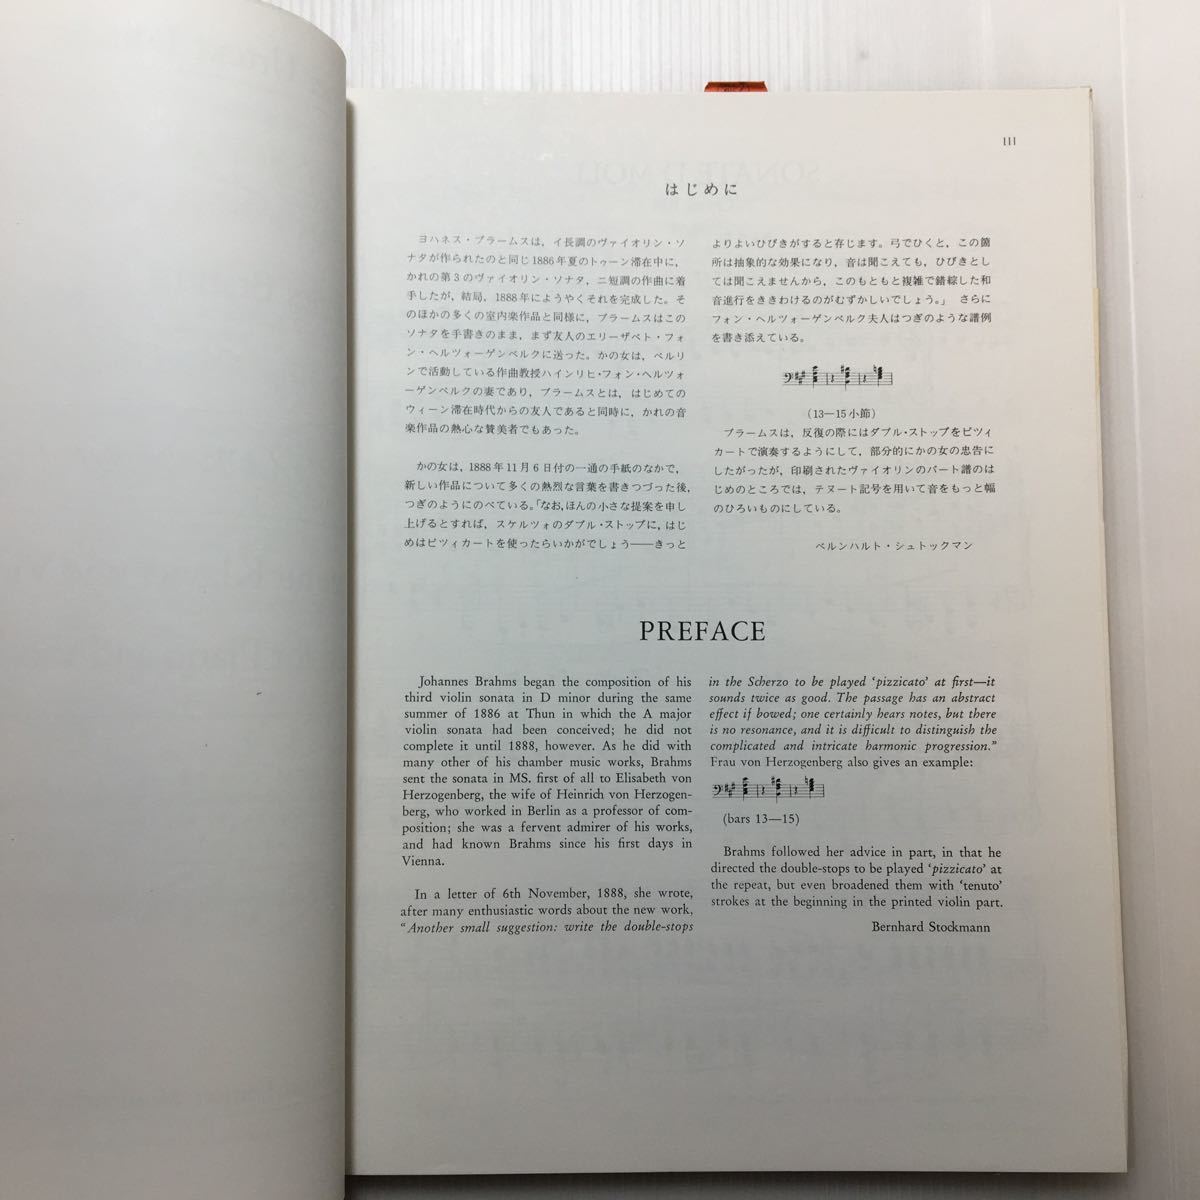 III
はじめに
ヨハネス・ブラームスは，イ長調のヴァイオリン・ソ
ナタが作られたのと同じ1886年夏のトゥーン滞在中に，
かれの第3のヴァイオリン・ソナタ，ニ短調の作曲に着
手したが，結局，1888年にようやくそれを完成した。そ
のほかの多くの室内楽作品と同様に，ブラームスはこの
ソナタを手書きのまま，まず友人のエリーザベト・フォ
ン・ヘルツォーゲンベルクに送った。かの女は，ベルリ
ンで活動している作曲教授ハインリヒ・フォン・ヘルツォ
ーゲンベルクの妻であり，ブラームスとは，はじめての
ウィーン滞在時代からの友人であると同時に，かれの音
楽作品の熱心な賛美者でもあった。
かの女は，1888年11月6日付の一通の手紙のなかで，
新しい作品について多くの熱烈な言葉を書きつづった後，
つぎのようにのべている。「なお，ほんの小さな提案を申し
上げるとすれば，スケルツォのダブル・ストップに，はじ
めはピツィカートを使ったらいかがでしょう——きっと
よりよいひびきがすると存じます。弓でひくと，この箇
所は抽象的な効果になり，音は聞こえても，ひびきとし
ては聞こえませんから，このもともと複雑で錯綜した和
音進行をききわけるのがむずかしいでしょう。」 さらに
フォン・ヘルツォーゲンベルク夫人はつぎのような譜例
を書き添えている。
(13—15小節)
ブラームスは，反復の際にはダブル・ストップをピツィ
カートで演奏するようにして，部分的にかの女の忠告に
したがったが，印刷されたヴァイオリンのパート譜のは
じめのところでは，テヌート記号を用いて音をもっと幅
のひろいものにしている。
ベルンハルト・シュトックマン
PREFACE
Johannes Brahms began the composition of his
third violin sonata in D minor during the same
summer of 1886 at Thun in which the A major
violin sonata had been conceived; he did not
complete it until 1888, however. As he did with
many other of his chamber music works, Brahms
sent the sonata in MS. first of all to Elisabeth von
Herzogenberg, the wife of Heinrich von Herzogen-
berg, who worked in Berlin as a professor of com-
position; she was a fervent admirer of his works,
and had known Brahms since his first days in
Vienna.
In a letter of 6th November, 1888, she wrote,
after many enthusiastic words about the new work,
"Another small suggestion: write the double-stops
in the Scherzo to be played 'pizzicato' at first—it
sounds twice as good. The passage has an abstract
effect if bowed; one certainly hears notes, but there
is no resonance, and it is difficult to distinguish the
complicated and intricate harmonic progression."
Frau von Herzogenberg also gives an example:
(bars 13—15)
Brahms followed her advice in part, in that he
directed the double-stops to be played 'pizzicato' at
the repeat, but even broadened them with 'tenuto'
strokes at the beginning in the printed violin part.
Bernhard Stockmann